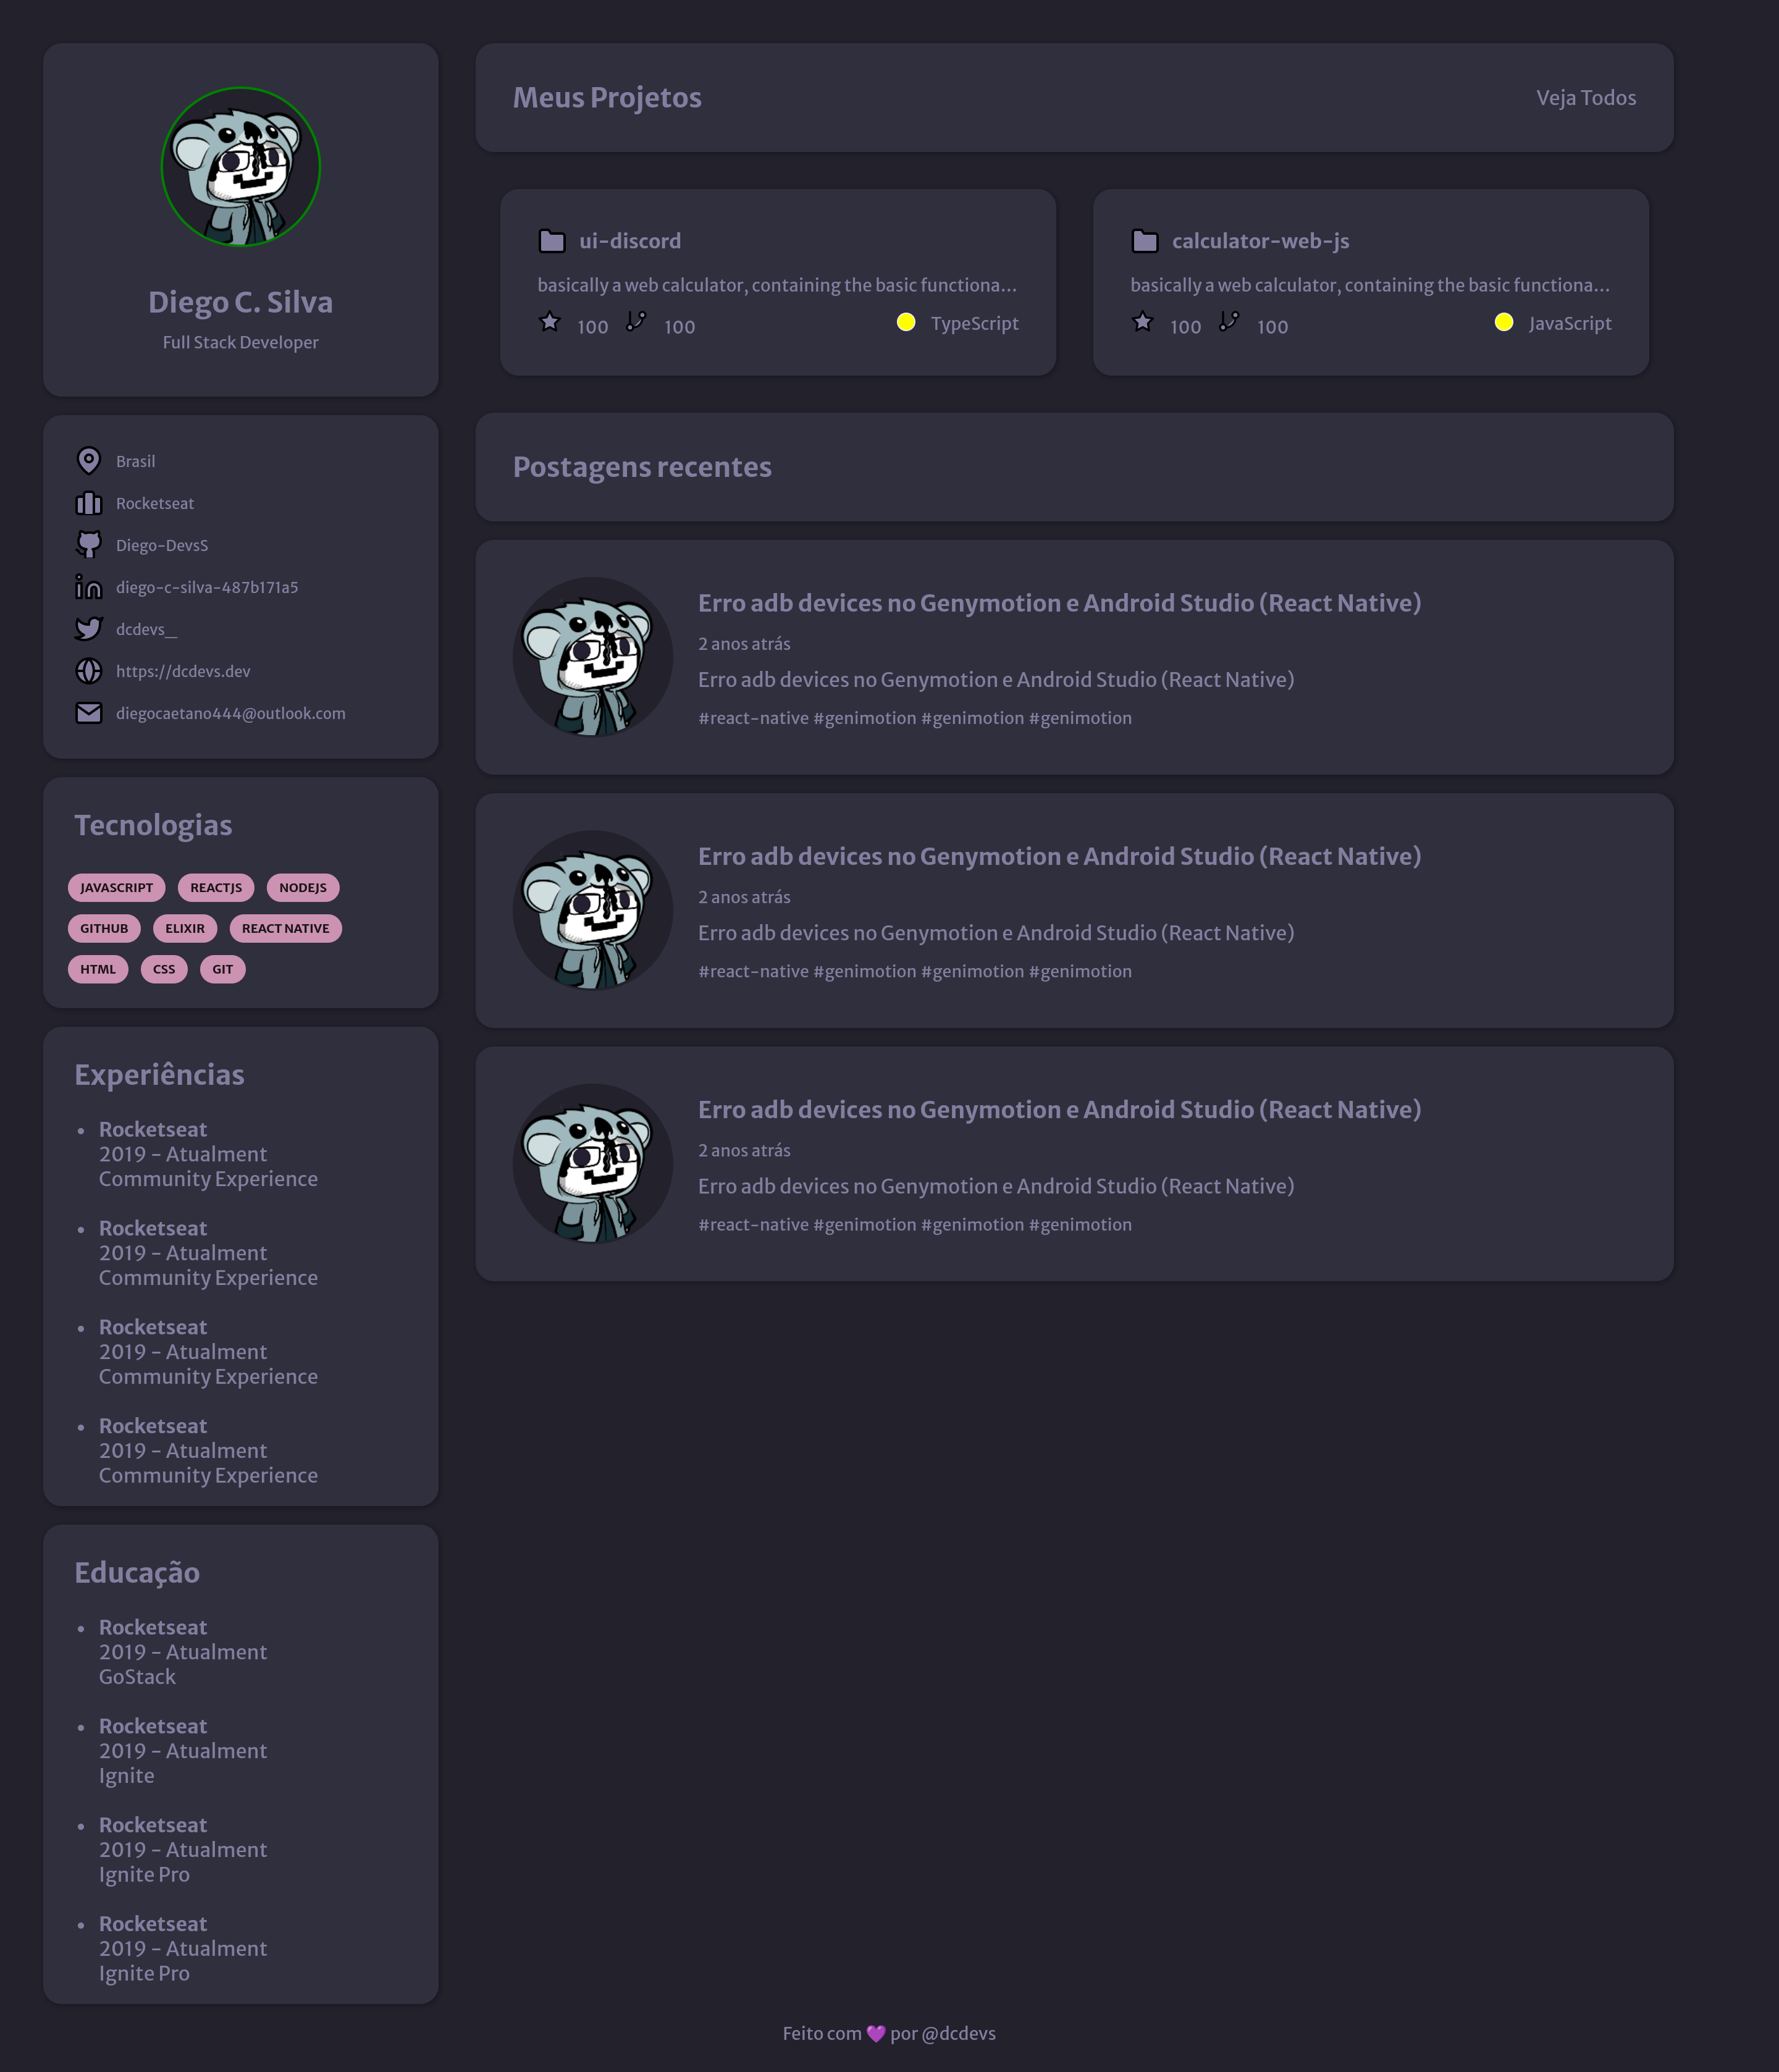 Diego C. Silva
Full Stack Developer
Brasil
Rocketseat
Diego-DevsS
diego-c-silva-487b171a5
dcdevs__
https://dcdevs.dev
diegocaetano444@outlook.com
Tecnologias
JAVASCRIPT REACTJS NODEJS
GITHUB ELIXIR REACT NATIVE
HTML CSS GIT
Experiências
Rocketseat
2019 - Atualment
Community Experience
Rocketseat
2019 - Atualment
Community Experience
Rocketseat
2019 - Atualment
Community Experience
Rocketseat
2019 - Atualment
Community Experience
Educação
Rocketseat
2019 - Atualment
GoStack
Rocketseat
2019 - Atualment
Ignite
Rocketseat
2019 - Atualment
Ignite Pro
Rocketseat
2019 - Atualment
Ignite Pro
Meus Projetos Veja Todos
ui-discord
basically a web calculator, containing the basic functiona...
100 100 TypeScript
calculator-web-js
basically a web calculator, containing the basic functiona...
100 100 JavaScript
Postagens recentes
Erro adb devices no Genymotion e Android Studio (React Native)
2 anos atrás
Erro adb devices no Genymotion e Android Studio (React Native)
#react-native #genimotion #genimotion #genimotion
Erro adb devices no Genymotion e Android Studio (React Native)
2 anos atrás
Erro adb devices no Genymotion e Android Studio (React Native)
#react-native #genimotion #genimotion #genimotion
Erro adb devices no Genymotion e Android Studio (React Native)
2 anos atrás
Erro adb devices no Genymotion e Android Studio (React Native)
#react-native #genimotion #genimotion #genimotion
Feito com 💜 por @dcdevs